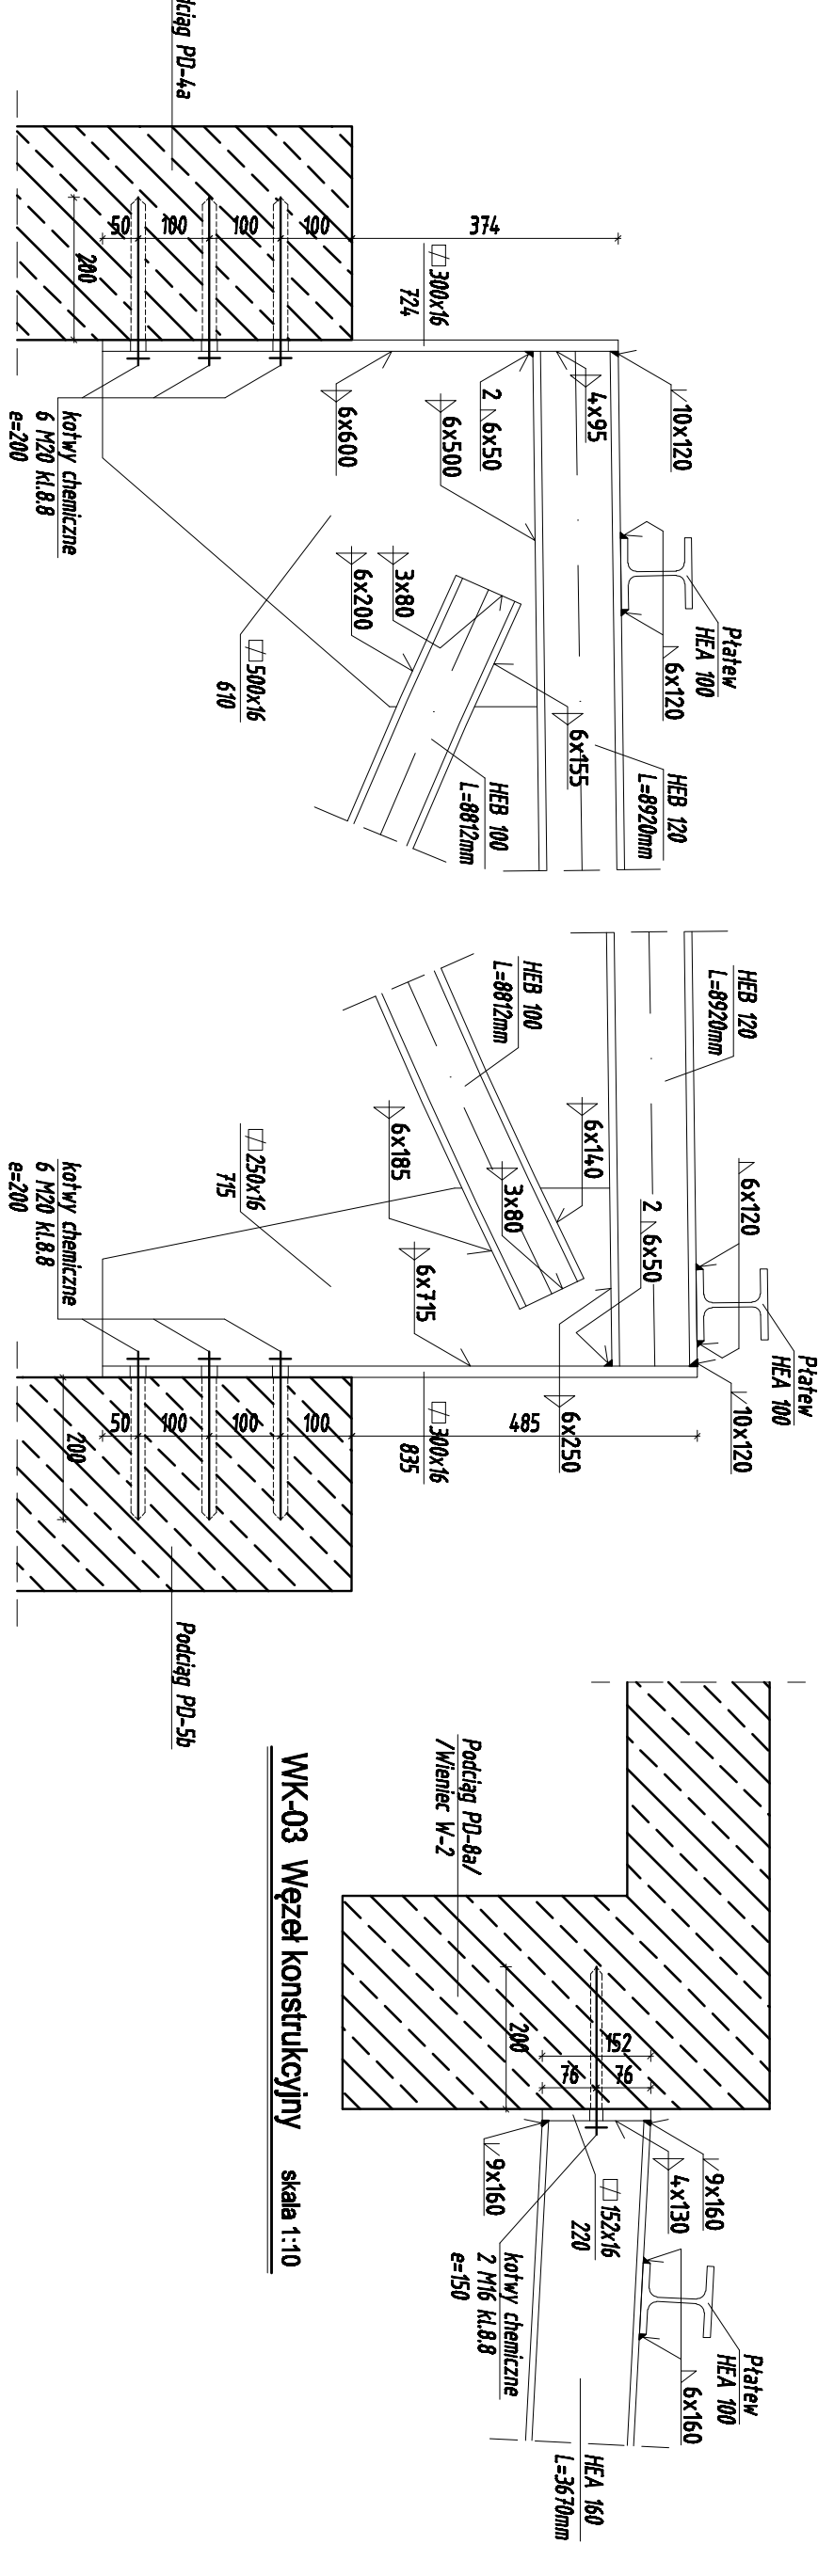 ciąg PD-4a
50
100
100
100
374
200
300x16
724
kotwy chemiczne
6 M20 kl.8.8
e=200
6x600
6x500
2
6x50
4x95
10x120
Płatew
HEA 100
6x120
3x80
6x200
500x16
610
6x155
HEB 120
L=8920mm
HEB 100
L=8812mm
HEB 120
L=8920mm
HEB 100
L=8812mm
6x120
Płatew
HEA 100
6x140
2
6x50
6x185
3x80
250x16
715
6x715
kotwy chemiczne
6 M20 kl.8.8
e=200
10x120
6x250
300x16
835
50
100
100
100
485
200
Podciąg PD-5b
Podciąg PD-8a/
/Wieniec W-2
200
152
76
76
9x160
9x160
4x130
152x16
220
kotwy chemiczne
2 M16 kl.8.8
e=150
Płatew
HEA 100
6x160
HEA 160
L=3670mm
WK-03 Węzeł konstrukcyjny skala 1:10